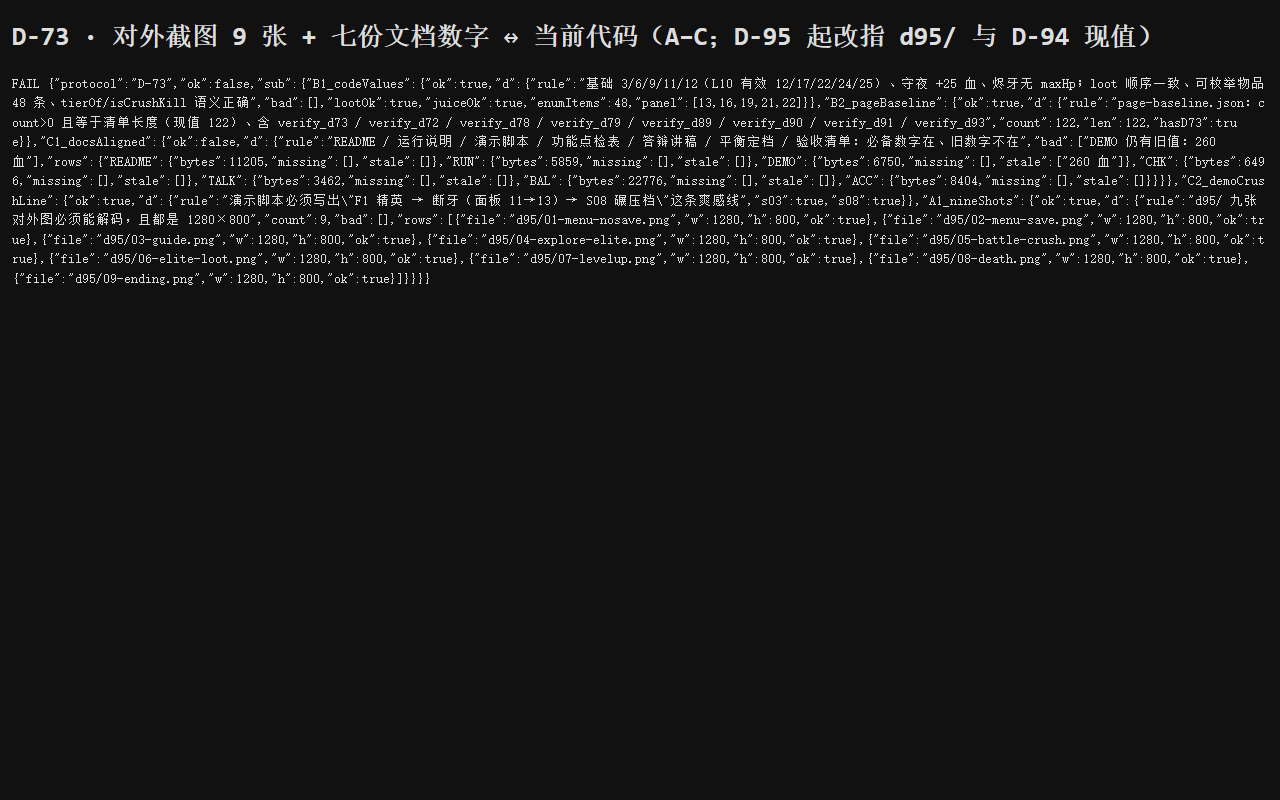 D-73 · 对外截图 9 张 + 七份文档数字 ↔ 当前代码（A–C；D-95 起改指 d95/ 与 D-94 现值）
FAIL {"protocol":"D-73","ok":false,"sub":{"B1_codeValues":{"ok":true,"d":{"rule":"基础 3/6/9/11/12（L10 有效 12/17/22/24/25）、守夜 +25 血、烬牙无 maxHp；loot 顺序一致、可枚举物品
48 条、tierOf/isCrushKill 语义正确","bad":[],"lootOk":true,"juiceOk":true,"enumItems":48,"panel":[13,16,19,21,22]}},"B2_pageBaseline":{"ok":true,"d":{"rule":"page-baseline.json：c
ount>0 且等于清单长度（现值 122）、含 verify_d73 / verify_d72 / verify_d78 / verify_d79 / verify_d89 / verify_d90 / verify_d91 / verify_d93","count":122,"len":122,"hasD73":tru
e}},"C1_docsAligned":{"ok":false,"d":{"rule":"README / 运行说明 / 演示脚本 / 功能点检表 / 答辩讲稿 / 平衡定档 / 验收清单：必备数字在、旧数字不在","bad":["DEMO 仍有旧值：260
血"],"rows":{"README":{"bytes":11205,"missing":[],"stale":[]},"RUN":{"bytes":5859,"missing":[],"stale":[]},"DEMO":{"bytes":6750,"missing":[],"stale":["260 血"]},"CHK":{"bytes":649
6,"missing":[],"stale":[]},"TALK":{"bytes":3462,"missing":[],"stale":[]},"BAL":{"bytes":22776,"missing":[],"stale":[]},"ACC":{"bytes":8404,"missing":[],"stale":[]}}}},"C2_demoCrus
hLine":{"ok":true,"d":{"rule":"演示脚本必须写出\"F1 精英 → 断牙（面板 11→13）→ S08 碾压档\"这条爽感线","s03":true,"s08":true}},"A1_nineShots":{"ok":true,"d":{"rule":"d95/ 九张
对外图必须能解码，且都是 1280×800","count":9,"bad":[],"rows":[{"file":"d95/01-menu-nosave.png","w":1280,"h":800,"ok":true},{"file":"d95/02-menu-save.png","w":1280,"h":800,"ok":tr
ue},{"file":"d95/03-guide.png","w":1280,"h":800,"ok":true},{"file":"d95/04-explore-elite.png","w":1280,"h":800,"ok":true},{"file":"d95/05-battle-crush.png","w":1280,"h":800,"ok":t
rue},{"file":"d95/06-elite-loot.png","w":1280,"h":800,"ok":true},{"file":"d95/07-levelup.png","w":1280,"h":800,"ok":true},{"file":"d95/08-death.png","w":1280,"h":800,"ok":true},
{"file":"d95/09-ending.png","w":1280,"h":800,"ok":true}]}}}}